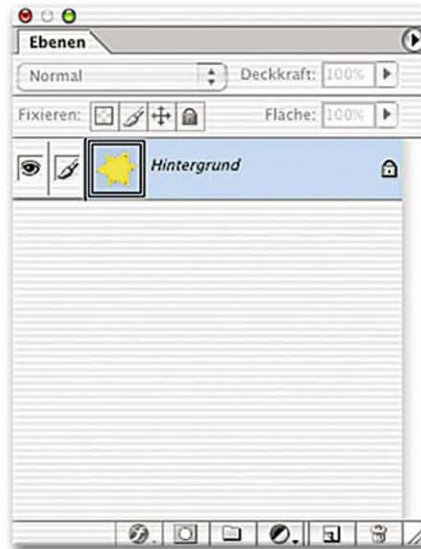 Ebenen
Normal Deckkraft: 100%
Fixieren: Fläche: 100%
Hintergrund